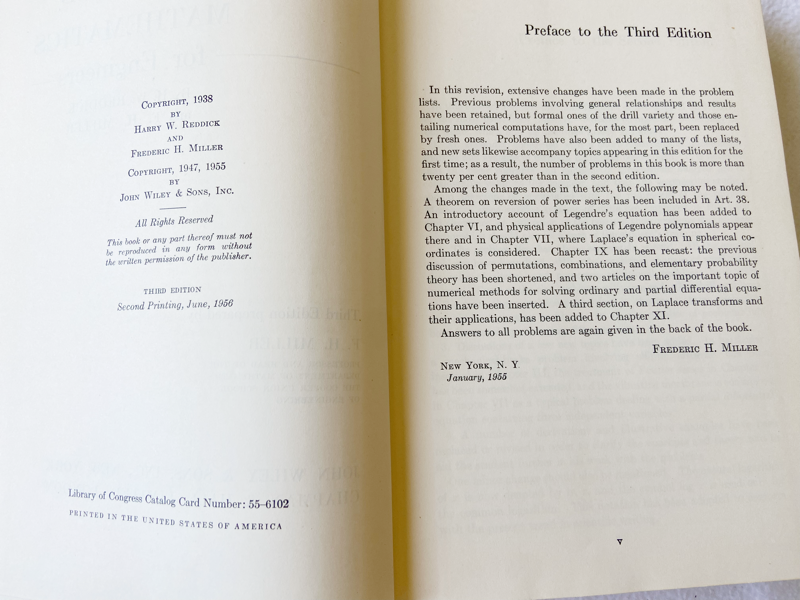 Copyright, 1938
BY
Harry W. Reddick
AND
Frederic H. Miller
Copyright, 1947, 1955
BY
John Wiley & Sons, Inc.
All Rights Reserved
This book or any part thereof must not
be reproduced in any form without
the written permission of the publisher.
THIRD EDITION
Second Printing, June, 1956
Library of Congress Catalog Card Number: 55–6102
PRINTED IN THE UNITED STATES OF AMERICA
Preface to the Third Edition
In this revision, extensive changes have been made in the problem
lists. Previous problems involving general relationships and results
have been retained, but formal ones of the drill variety and those en-
tailing numerical computations have, for the most part, been replaced
by fresh ones. Problems have also been added to many of the lists,
and new sets likewise accompany topics appearing in this edition for the
first time; as a result, the number of problems in this book is more than
twenty per cent greater than in the second edition.
Among the changes made in the text, the following may be noted.
A theorem on reversion of power series has been included in Art. 38.
An introductory account of Legendre's equation has been added to
Chapter VI, and physical applications of Legendre polynomials appear
there and in Chapter VII, where Laplace's equation in spherical co-
ordinates is considered. Chapter IX has been recast: the previous
discussion of permutations, combinations, and elementary probability
theory has been shortened, and two articles on the important topic of
numerical methods for solving ordinary and partial differential equa-
tions have been inserted. A third section, on Laplace transforms and
their applications, has been added to Chapter XI.
Answers to all problems are again given in the back of the book.
Frederic H. Miller
New York, N. Y.
January, 1955
v